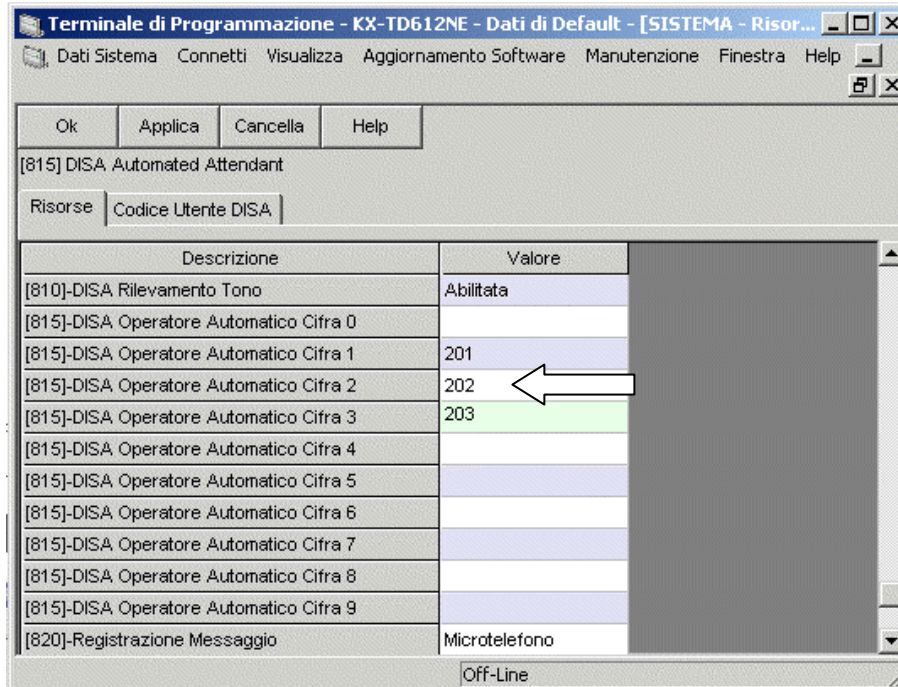 Terminale di Programmazione - KX-TD612NE - Dati di Default - [SISTEMA - Risor...
Dati Sistema Connetti Visualizza Aggiornamento Software Manutenzione Finestra Help
Ok Applica Cancella Help
[815] DISA Automated Attendant
Risorse Codice Utente DISA
Descrizione Valore
[810]-DISA Rilevamento Tono Abilitata
[815]-DISA Operatore Automatico Cifra 0
[815]-DISA Operatore Automatico Cifra 1 201
[815]-DISA Operatore Automatico Cifra 2 202
[815]-DISA Operatore Automatico Cifra 3 203
[815]-DISA Operatore Automatico Cifra 4
[815]-DISA Operatore Automatico Cifra 5
[815]-DISA Operatore Automatico Cifra 6
[815]-DISA Operatore Automatico Cifra 7
[815]-DISA Operatore Automatico Cifra 8
[815]-DISA Operatore Automatico Cifra 9
[820]-Registrazione Messaggio Microtelefono
Off-Line